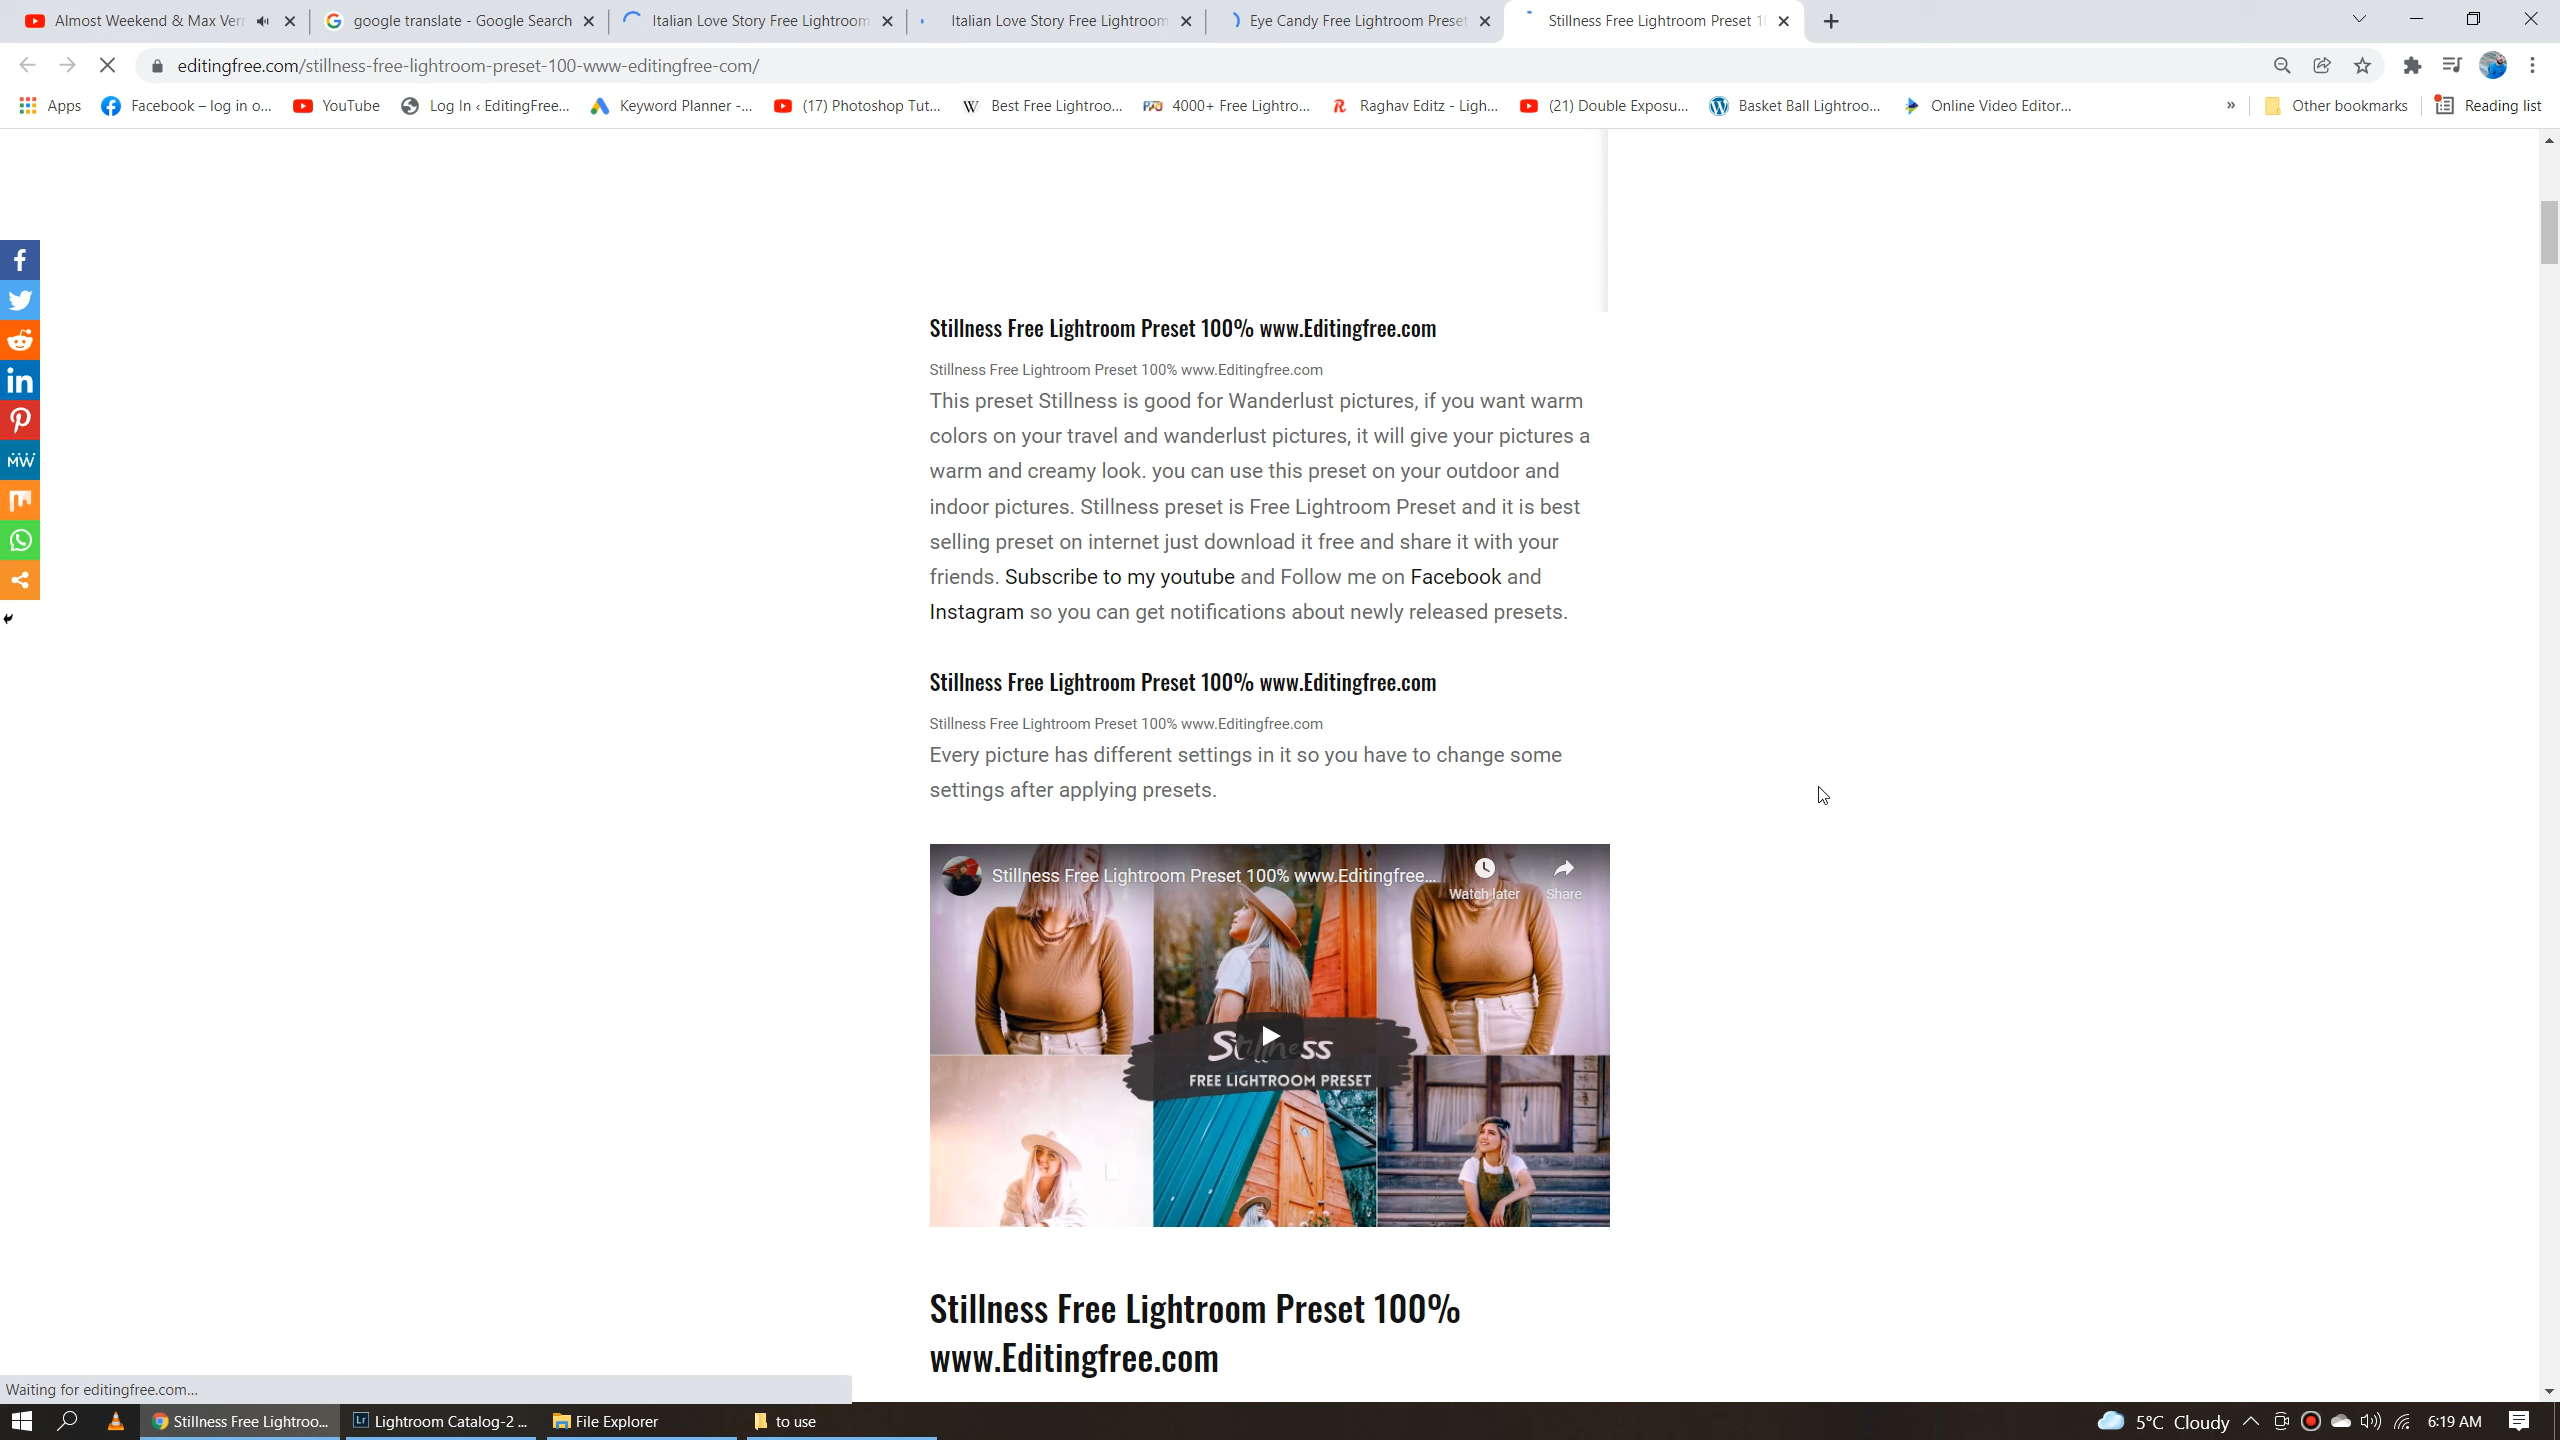 Almost Weekend & Max Ver
google translate - Google Search
Italian Love Story Free Lightroom
Italian Love Story Free Lightroom
Eye Candy Free Lightroom Preset
Stillness Free Lightroom Preset 10
editingfree.com/stillness-free-lightroom-preset-100-www-editingfree-com/
Apps
Facebook – log in o...
YouTube
Log In ‹ EditingFree...
Keyword Planner -...
(17) Photoshop Tut...
Best Free Lightroo...
4000+ Free Lightro...
Raghav Editz - Ligh...
(21) Double Exposu...
Basket Ball Lightroo...
Online Video Editor...
»
Other bookmarks
Reading list
Stillness Free Lightroom Preset 100% www.Editingfree.com
Stillness Free Lightroom Preset 100% www.Editingfree.com
This preset Stillness is good for Wanderlust pictures, if you want warm
colors on your travel and wanderlust pictures, it will give your pictures a
warm and creamy look. you can use this preset on your outdoor and
indoor pictures. Stillness preset is Free Lightroom Preset and it is best
selling preset on internet just download it free and share it with your
friends. Subscribe to my youtube and Follow me on Facebook and
Instagram so you can get notifications about newly released presets.
Stillness Free Lightroom Preset 100% www.Editingfree.com
Stillness Free Lightroom Preset 100% www.Editingfree.com
Every picture has different settings in it so you have to change some
settings after applying presets.
Stillness Free Lightroom Preset 100% www.Editingfree...
Watch later
Share
Stillness
FREE LIGHTROOM PRESET
Stillness Free Lightroom Preset 100%
www.Editingfree.com
Waiting for editingfree.com...
Stillness Free Lightroo...
Lightroom Catalog-2 ...
File Explorer
to use
5°C Cloudy
6:19 AM